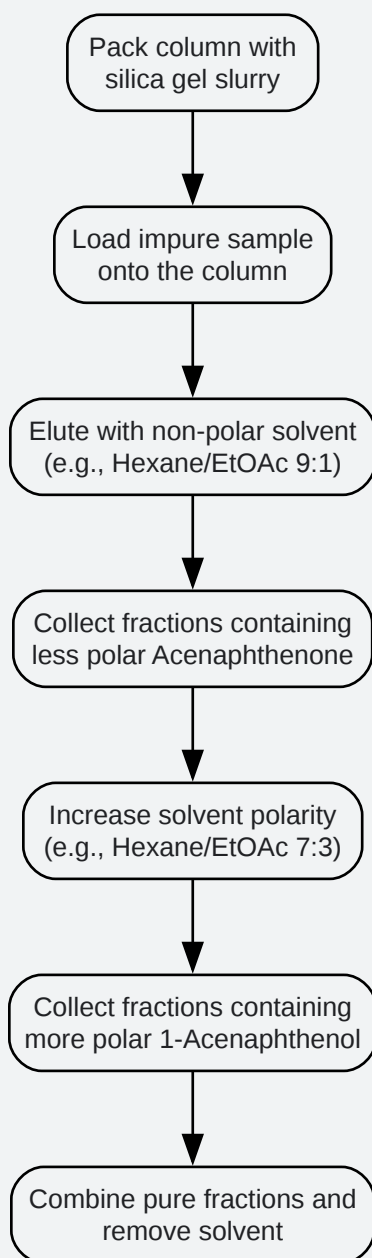 Pack column with
silica gel slurry
Load impure sample
onto the column
Elute with non-polar solvent
(e.g., Hexane/EtOAc 9:1)
Collect fractions containing
less polar Acenaphthenone
Increase solvent polarity
(e.g., Hexane/EtOAc 7:3)
Collect fractions containing
more polar 1-Acenaphthenol
Combine pure fractions and
remove solvent